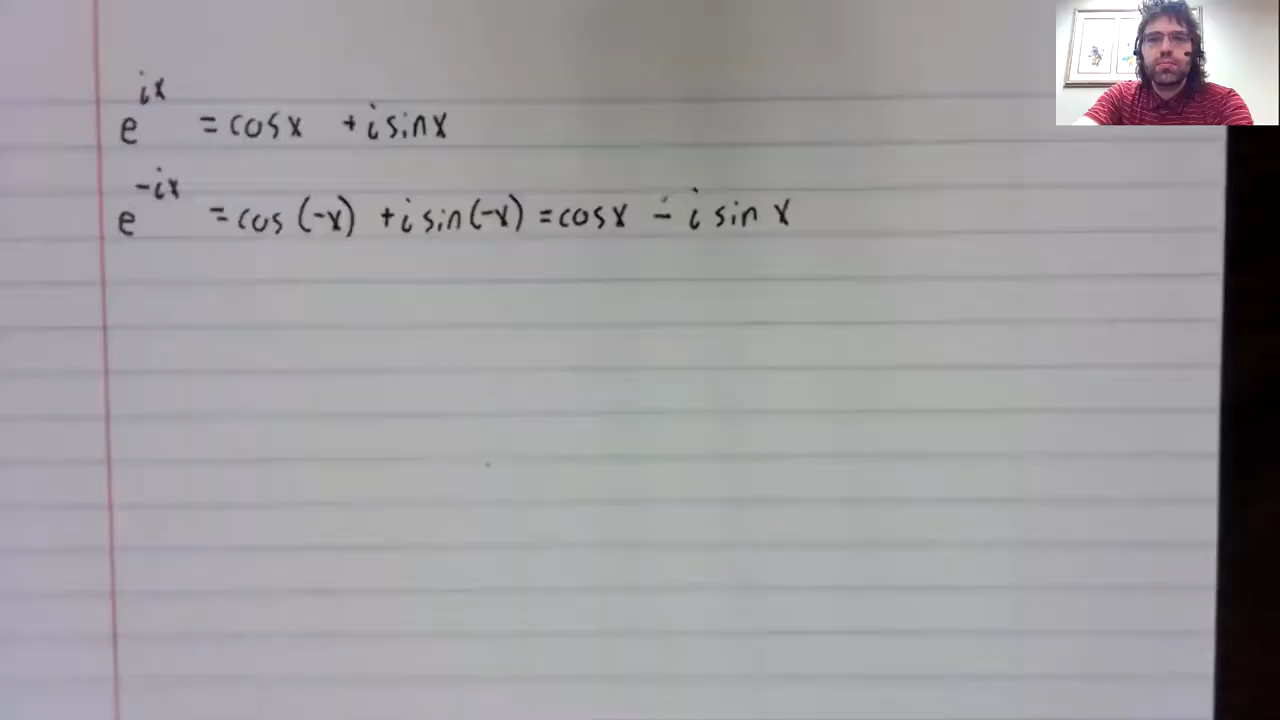 e^{ix} = cos x + i sin x
e^{-ix} = cos (-x) + i sin (-x) = cos x - i sin x